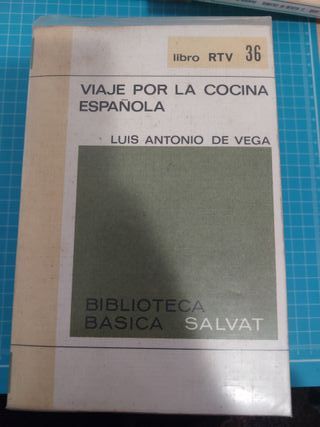 libro RTV 36
VIAJE POR LA COCINA
ESPAÑOLA
LUIS ANTONIO DE VEGA
BIBLIOTECA
BASICA SALVAT